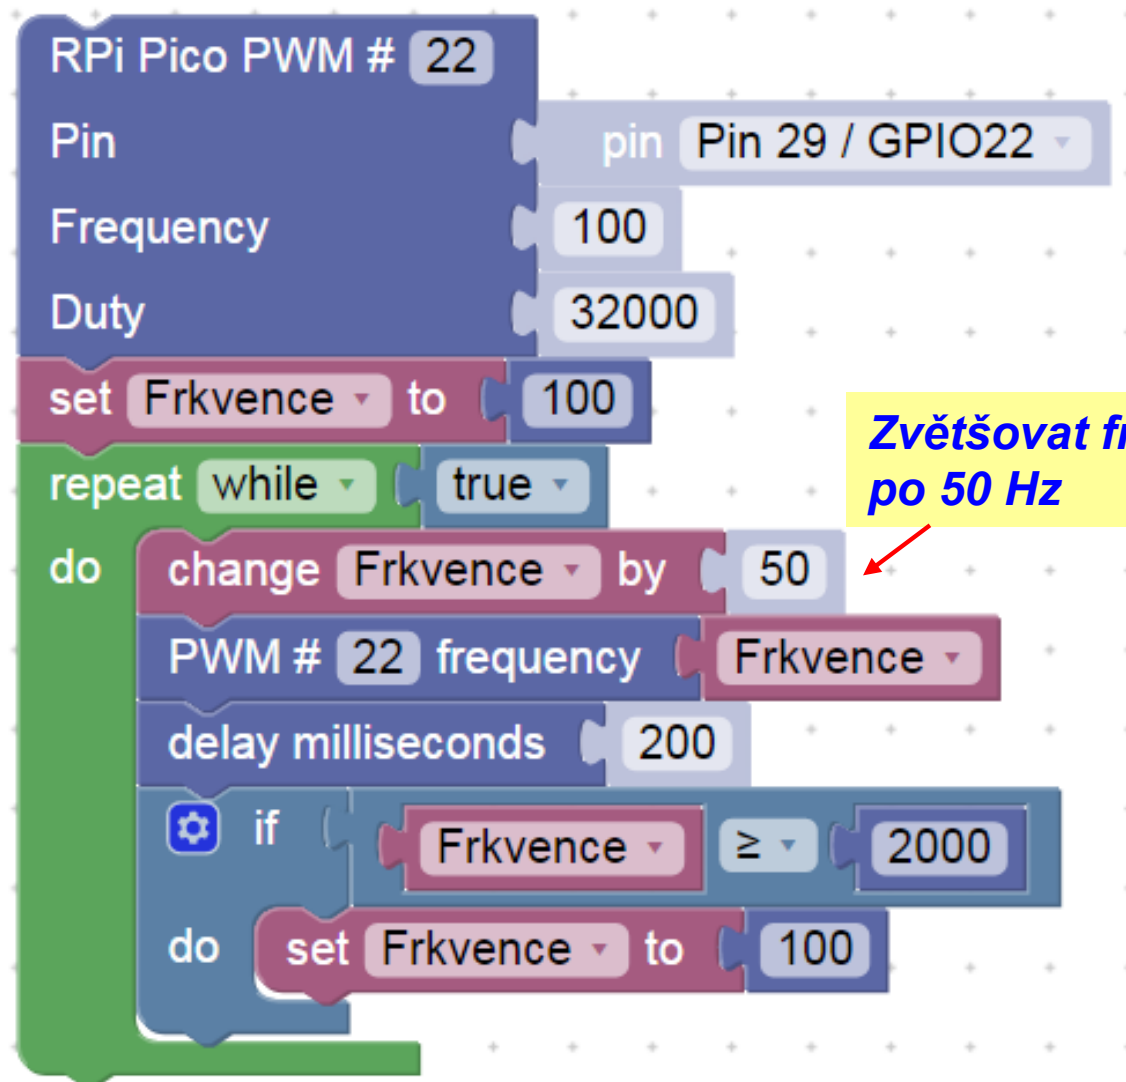 RPi Pico PWM # 22
Pin pin Pin 29 / GPIO22
Frequency 100
Duty 32000
set Frkvence to 100
repeat while true
Zvětšovat
po 50 Hz
do change Frkvence by 50
PWM # 22 frequency Frkvence
delay milliseconds 200
if Frkvence ≥ 2000
do set Frkvence to 100